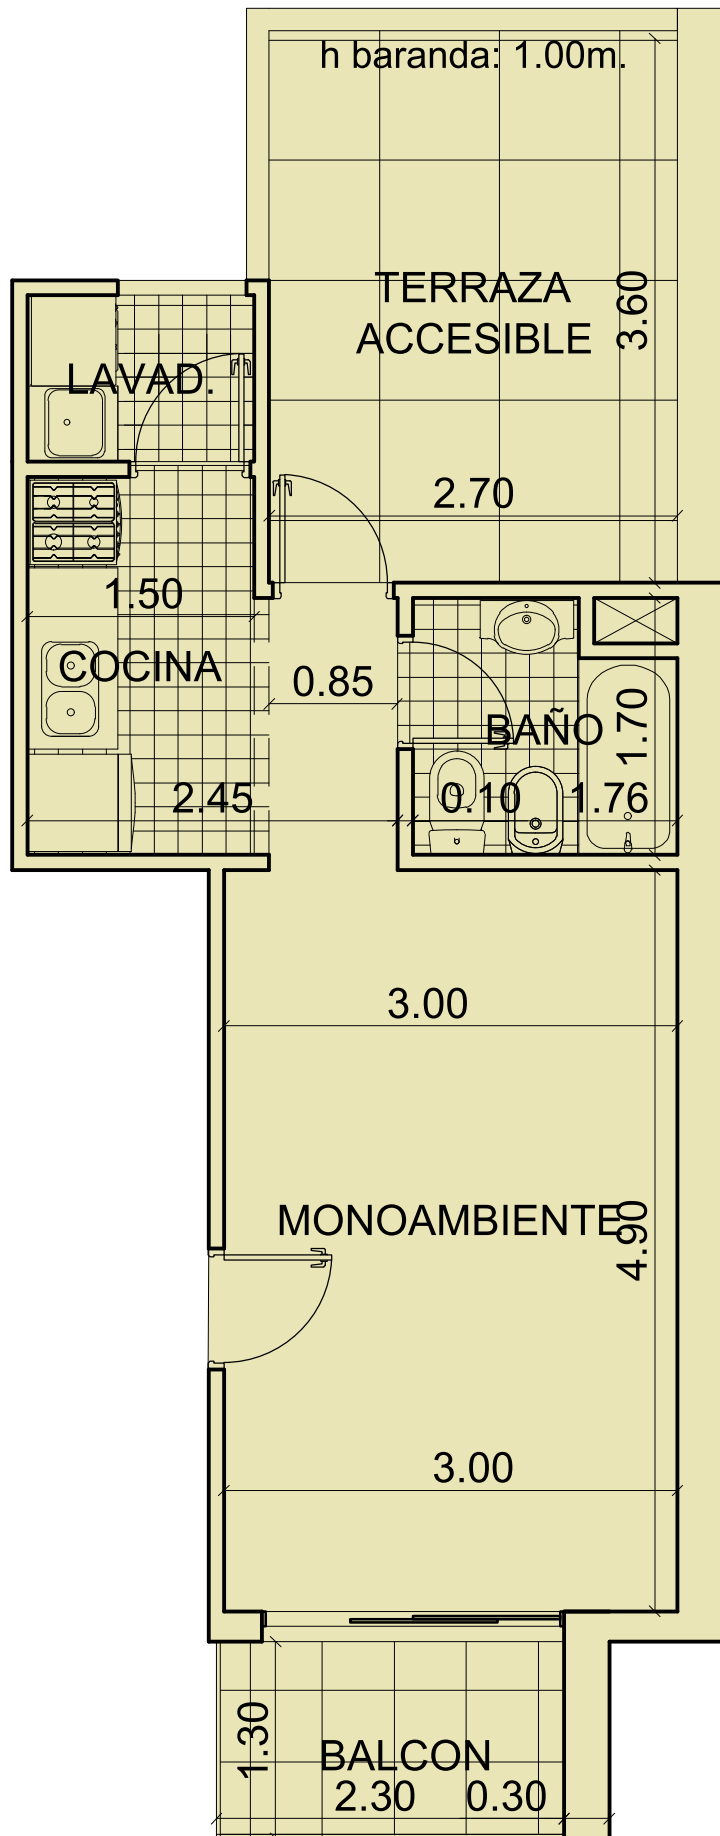 h baranda: 1.00m.
TERRAZA
ACCESIBLE
3.60
LAVAD.
2.70
1.50
COCINA
0.85
BAÑO
1.70
2.45
0.10
1.76
3.00
MONOAMBIENTE
4.90
3.00
1.30
BALCON
2.30
0.30